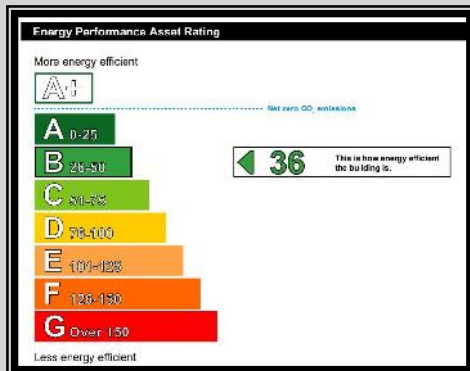 Energy Performance Asset Rating
More energy efficient
A+
Net zero CO₂ emissions
A 0-25
B 26-50
36 This is how energy efficient
the building is.
C 51-75
D 76-100
E 101-125
F 126-150
G Over 150
Less energy efficient